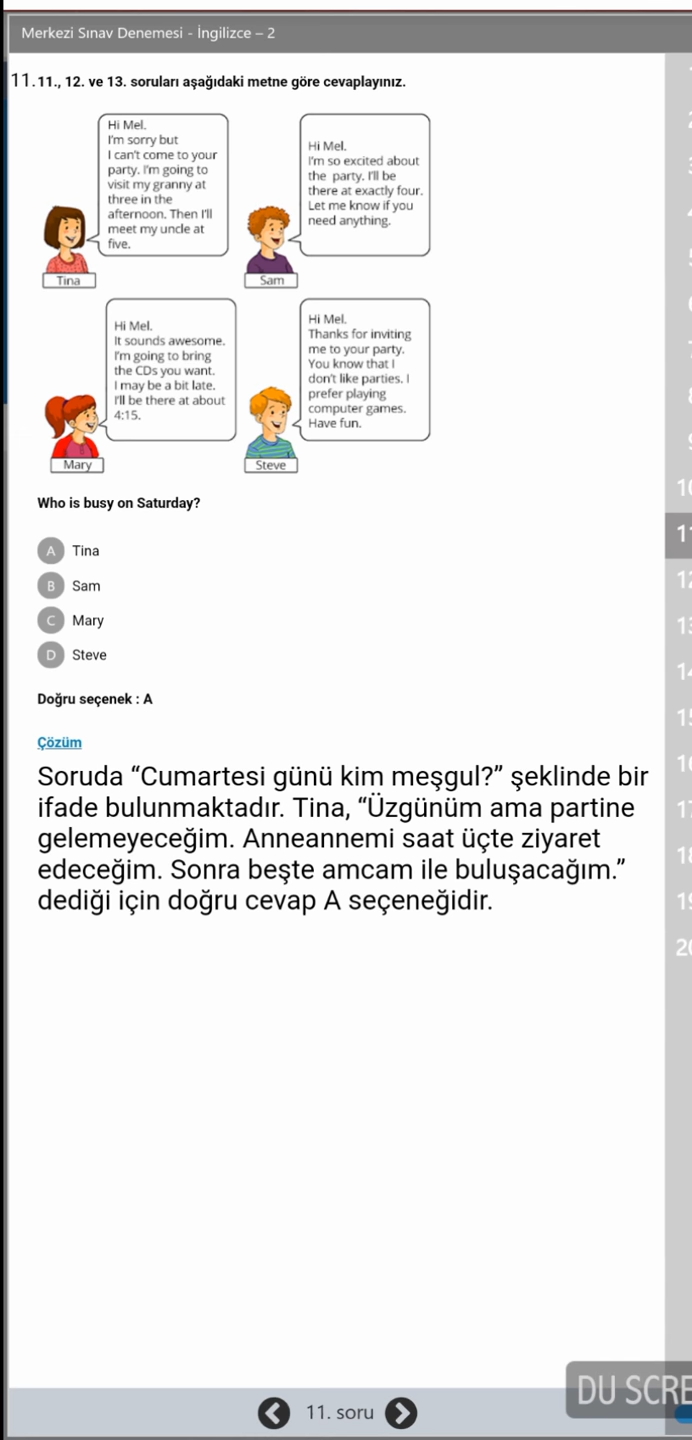 Merkezi Sınav Denemesi - İngilizce – 2
11.11., 12. ve 13. soruları aşağıdaki metne göre cevaplayınız.
Hi Mel.
I'm sorry but
I can't come to your
party. I'm going to
visit my granny at
three in the
afternoon. Then I'll
meet my uncle at
five.
Tina
Hi Mel.
I'm so excited about
the party. I'll be
there at exactly four.
Let me know if you
need anything.
Sam
Hi Mel.
It sounds awesome.
I'm going to bring
the CDs you want.
I may be a bit late.
I'll be there at about
4:15.
Mary
Hi Mel.
Thanks for inviting
me to your party.
You know that I
don't like parties. I
prefer playing
computer games.
Have fun.
Steve
Who is busy on Saturday?
A Tina
B Sam
C Mary
D Steve
Doğru seçenek : A
Çözüm
Soruda “Cumartesi günü kim meşgul?” şeklinde bir
ifade bulunmaktadır. Tina, “Üzgünüm ama partine
gelemeyeceğim. Anneannemi saat üçte ziyaret
edeceğim. Sonra beşte amcam ile buluşacağım.”
dediği için doğru cevap A seçeneğidir.
11. soru
DU SCRE